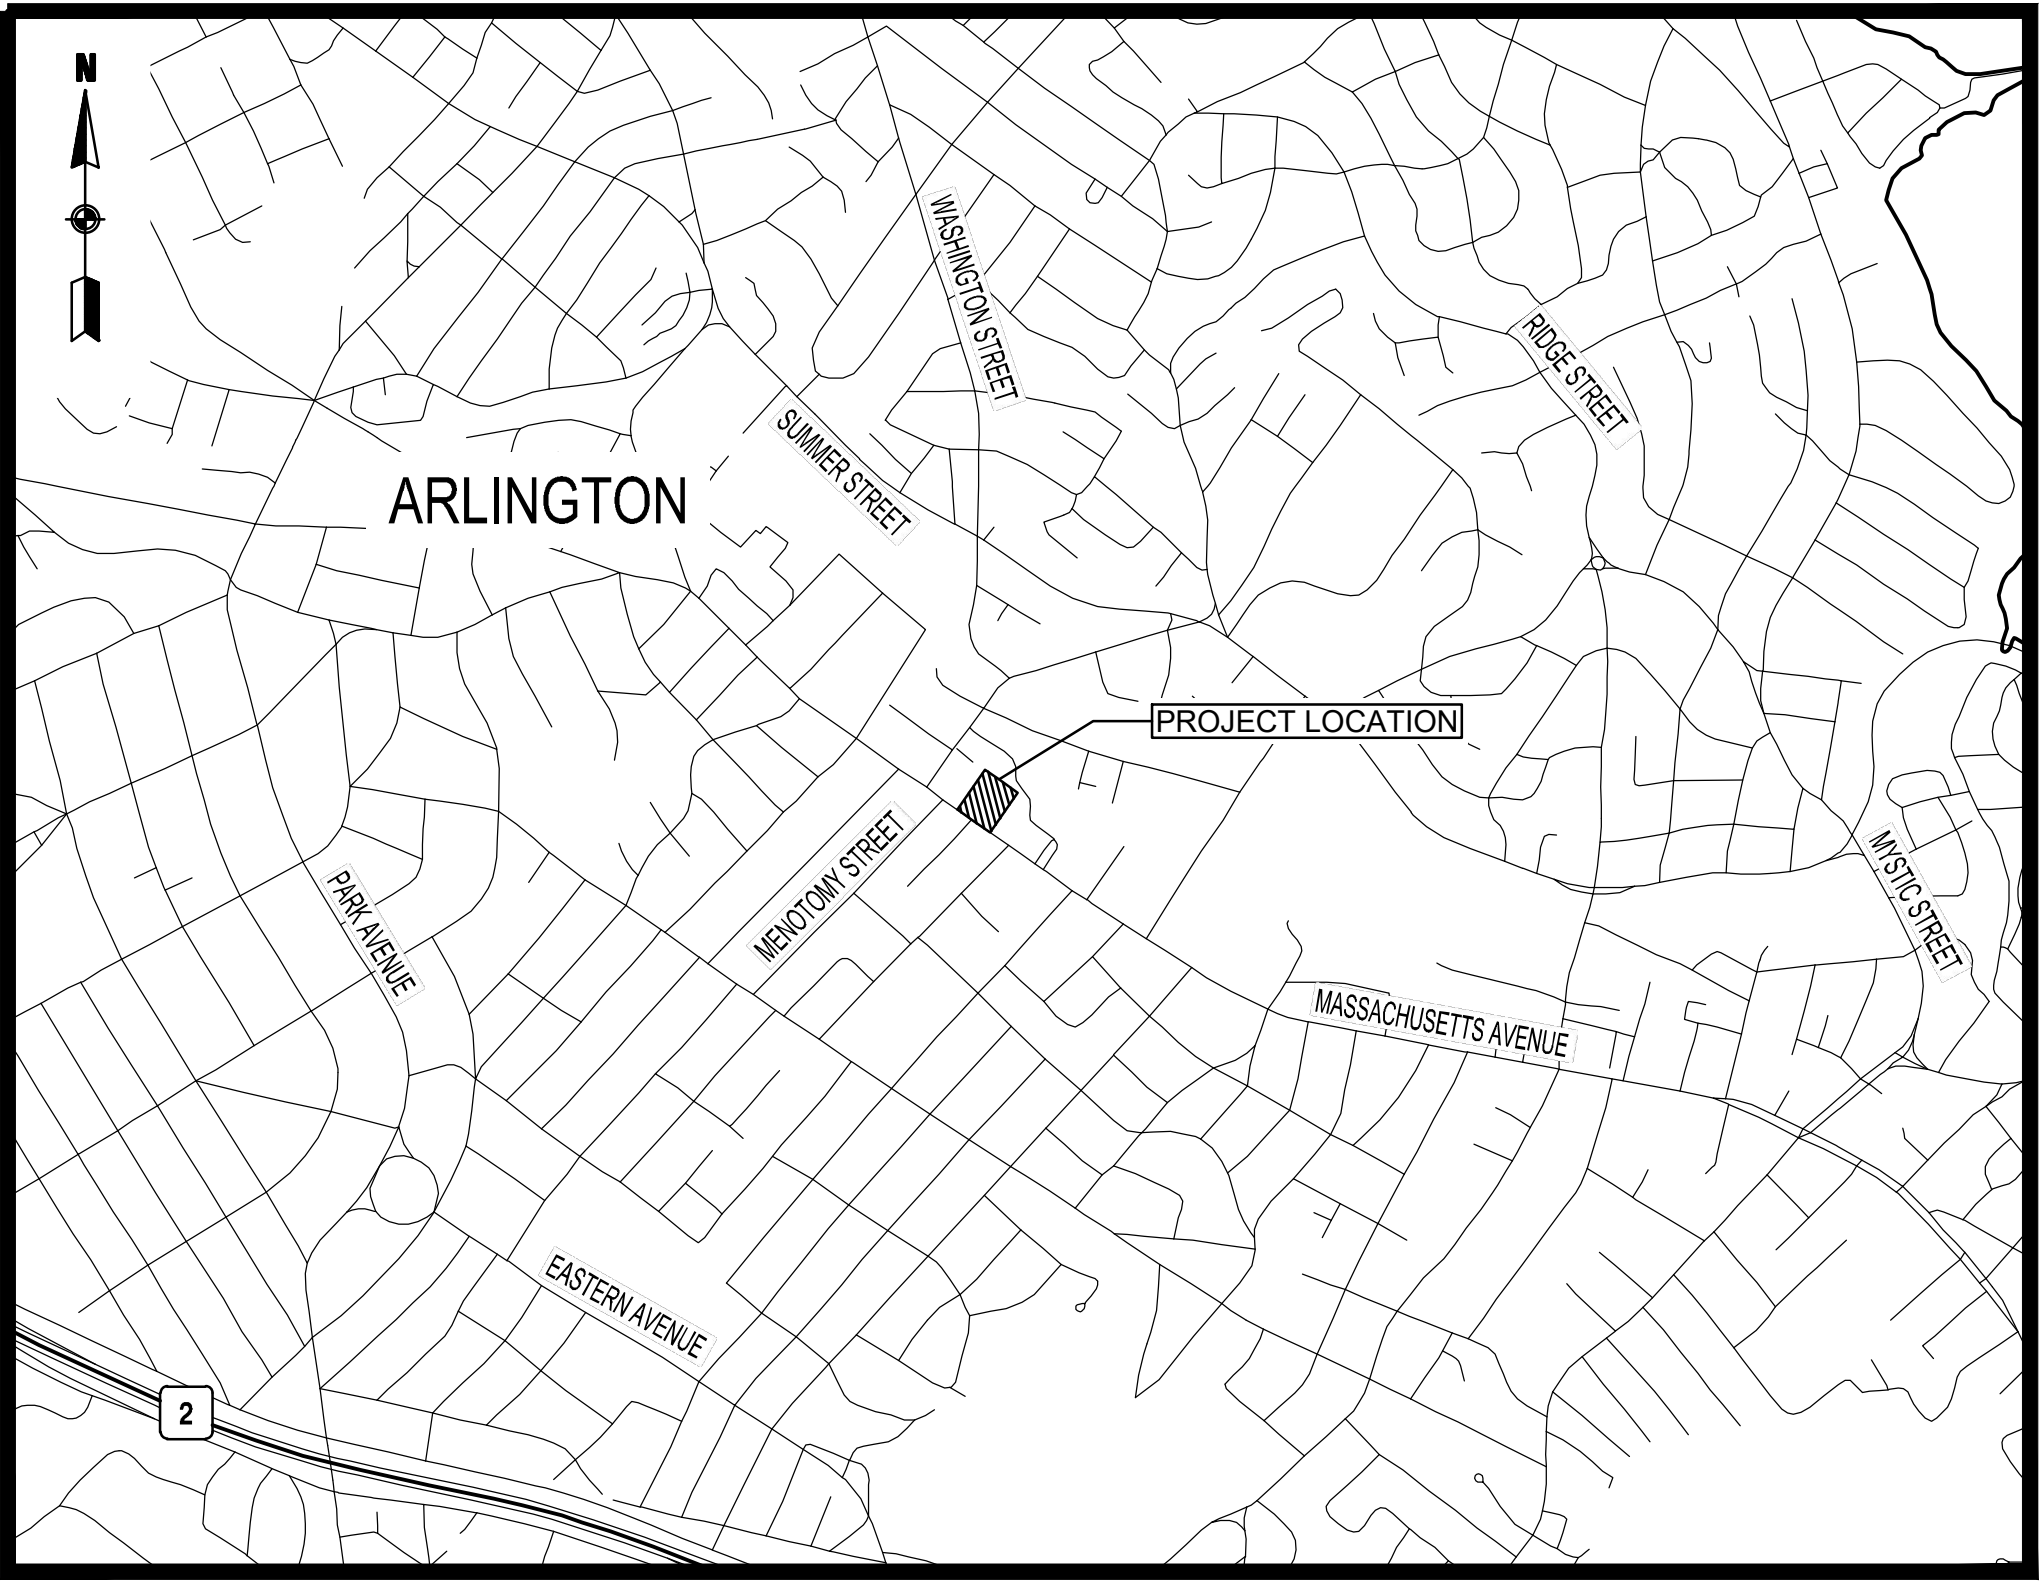 N
WASHINGTON STREET
RIDGE STREET
SUMMER STREET
ARLINGTON
PROJECT LOCATION
MENOTOMY STREET
PARK AVENUE
MYSTIC STREET
MASSACHUSETTS AVENUE
EASTERN AVENUE
2